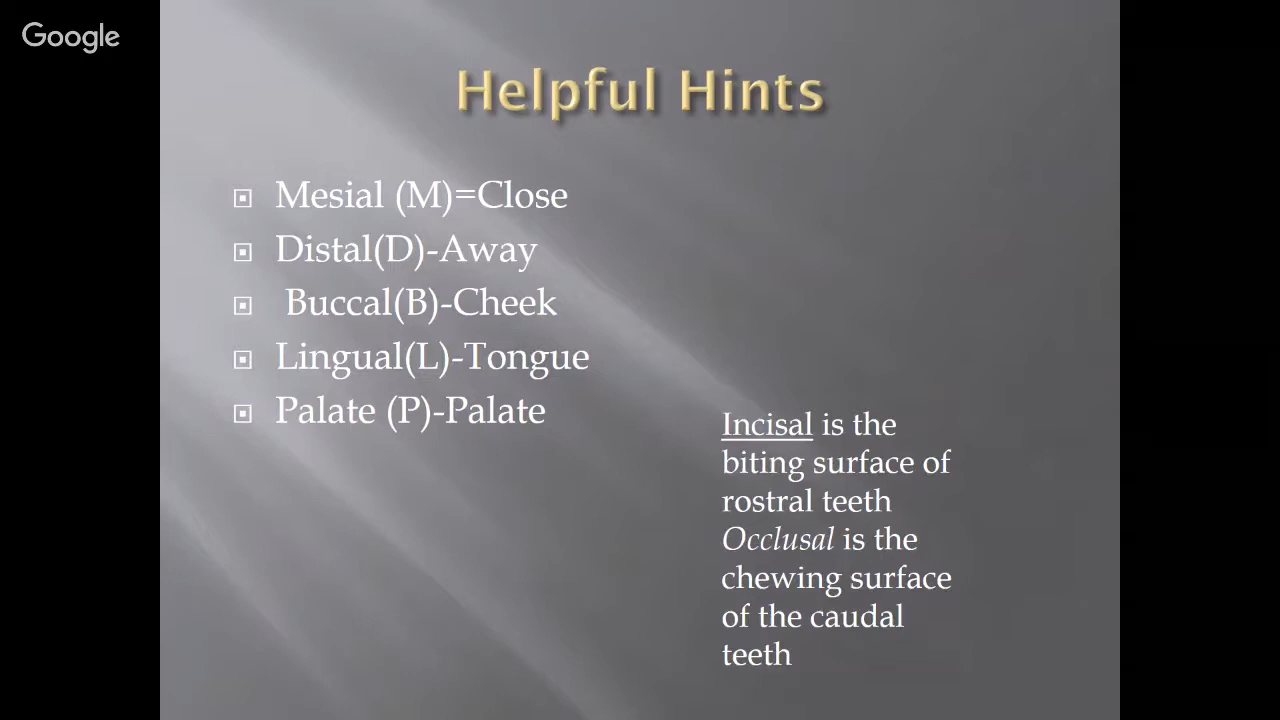 Google
Helpful Hints
Mesial (M)=Close
Distal(D)-Away
Buccal(B)-Cheek
Lingual(L)-Tongue
Palate (P)-Palate
Incisal is the
biting surface of
rostral teeth
Occlusal is the
chewing surface
of the caudal
teeth